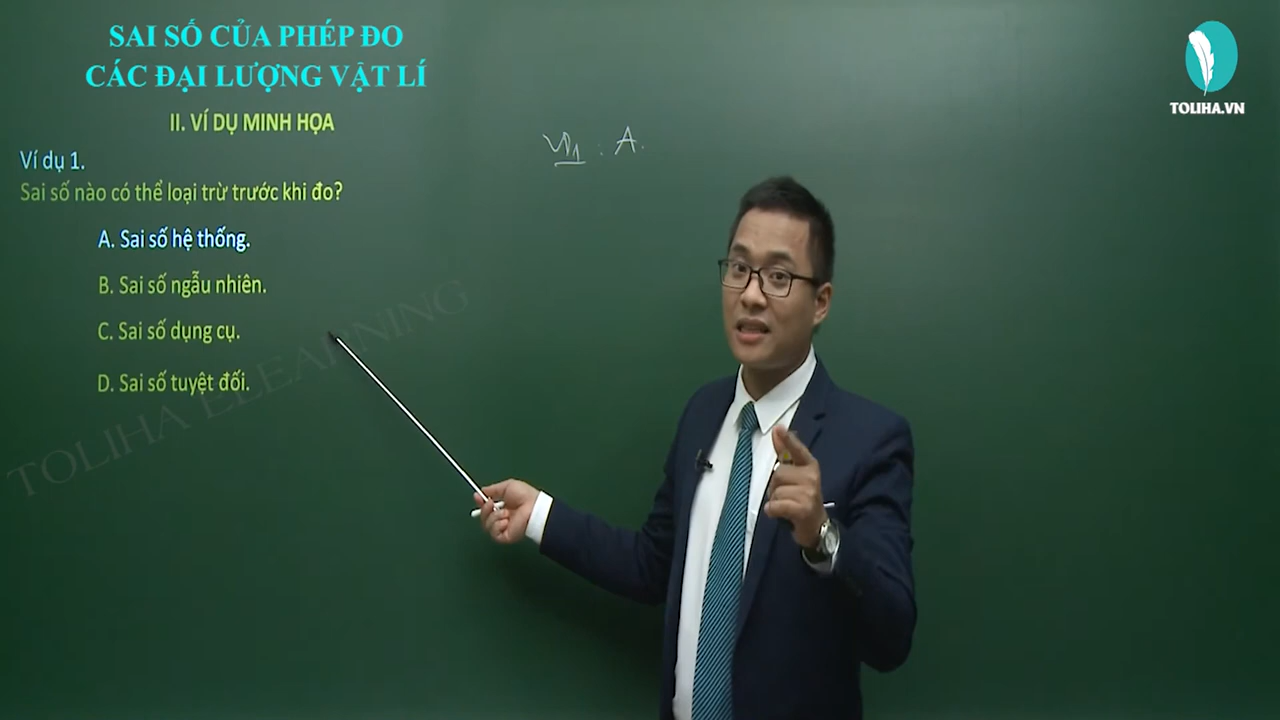 SAI SỐ CỦA PHÉP ĐO
CÁC ĐẠI LƯỢNG VẬT LÍ
II. VÍ DỤ MINH HỌA
Ví dụ 1.
Sai số nào có thể loại trừ trước khi đo?
A. Sai số hệ thống.
B. Sai số ngẫu nhiên.
C. Sai số dụng cụ.
D. Sai số tuyệt đối.
VD1 : A.
TOLIHA.VN
TOLIHA ELEARNING